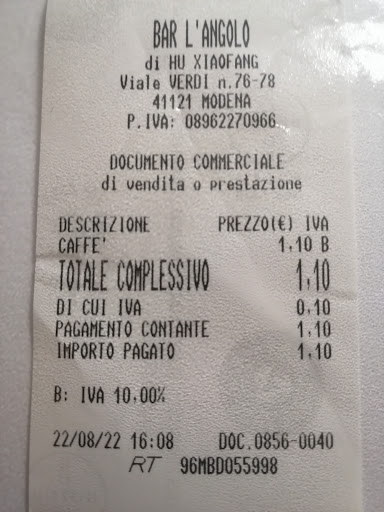 BAR L'ANGOLO
di HU XIAOFANG
Viale VERDI n.76-78
41121 MODENA
P.IVA: 08962270966
DOCUMENTO COMMERCIALE
di vendita o prestazione
DESCRIZIONE PREZZO(€) IVA
CAFFE' 1,10 B
TOTALE COMPLESSIVO 1,10
DI CUI IVA 0,10
PAGAMENTO CONTANTE 1,10
IMPORTO PAGATO 1,10
B: IVA 10,00%
22/08/22 16:08 DOC.0856-0040
RT 96MBD055998